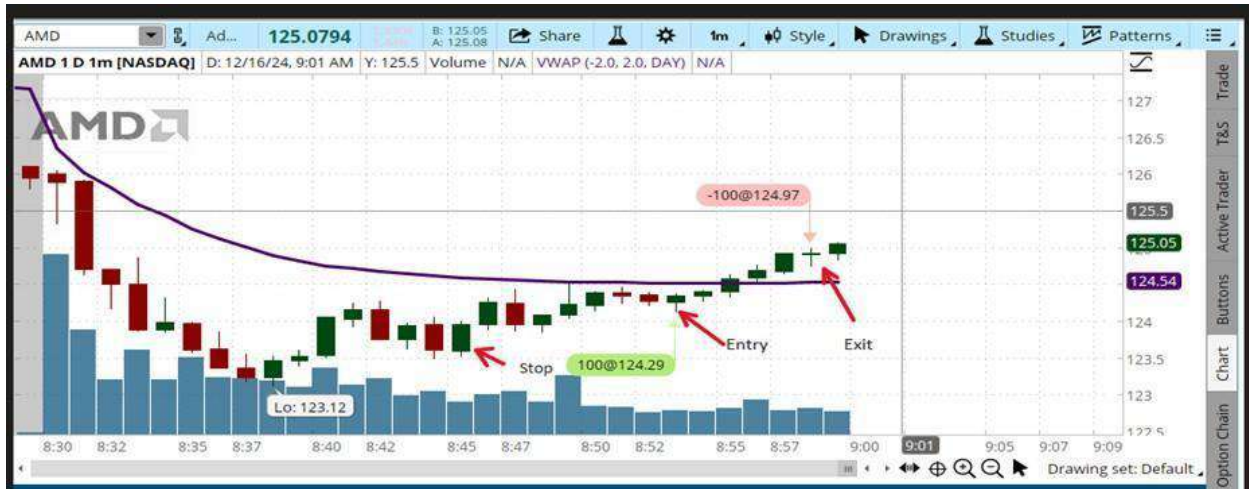 AMD Ad... 125.0794 B: 125.05 A: 125.08 Share 1m Style Drawings Studies Patterns
AMD 1 D 1m [NASDAQ] D: 12/16/24, 9:01 AM Y: 125.5 Volume N/A VWAP (-2.0, 2.0, DAY) N/A
AMD
127
126.5
126
125.5
125.05
124.54
124
123.5
123
122.5
-100@124.97
Entry
Exit
Stop
100@124.29
Lo: 123.12
8:30 8:32 8:35 8:37 8:40 8:42 8:45 8:47 8:50 8:52 8:55 8:57 9:00 9:01 9:05 9:07 9:09
Drawing set: Default
Trade
T&S
Active Trader
Buttons
Chart
Option Chain